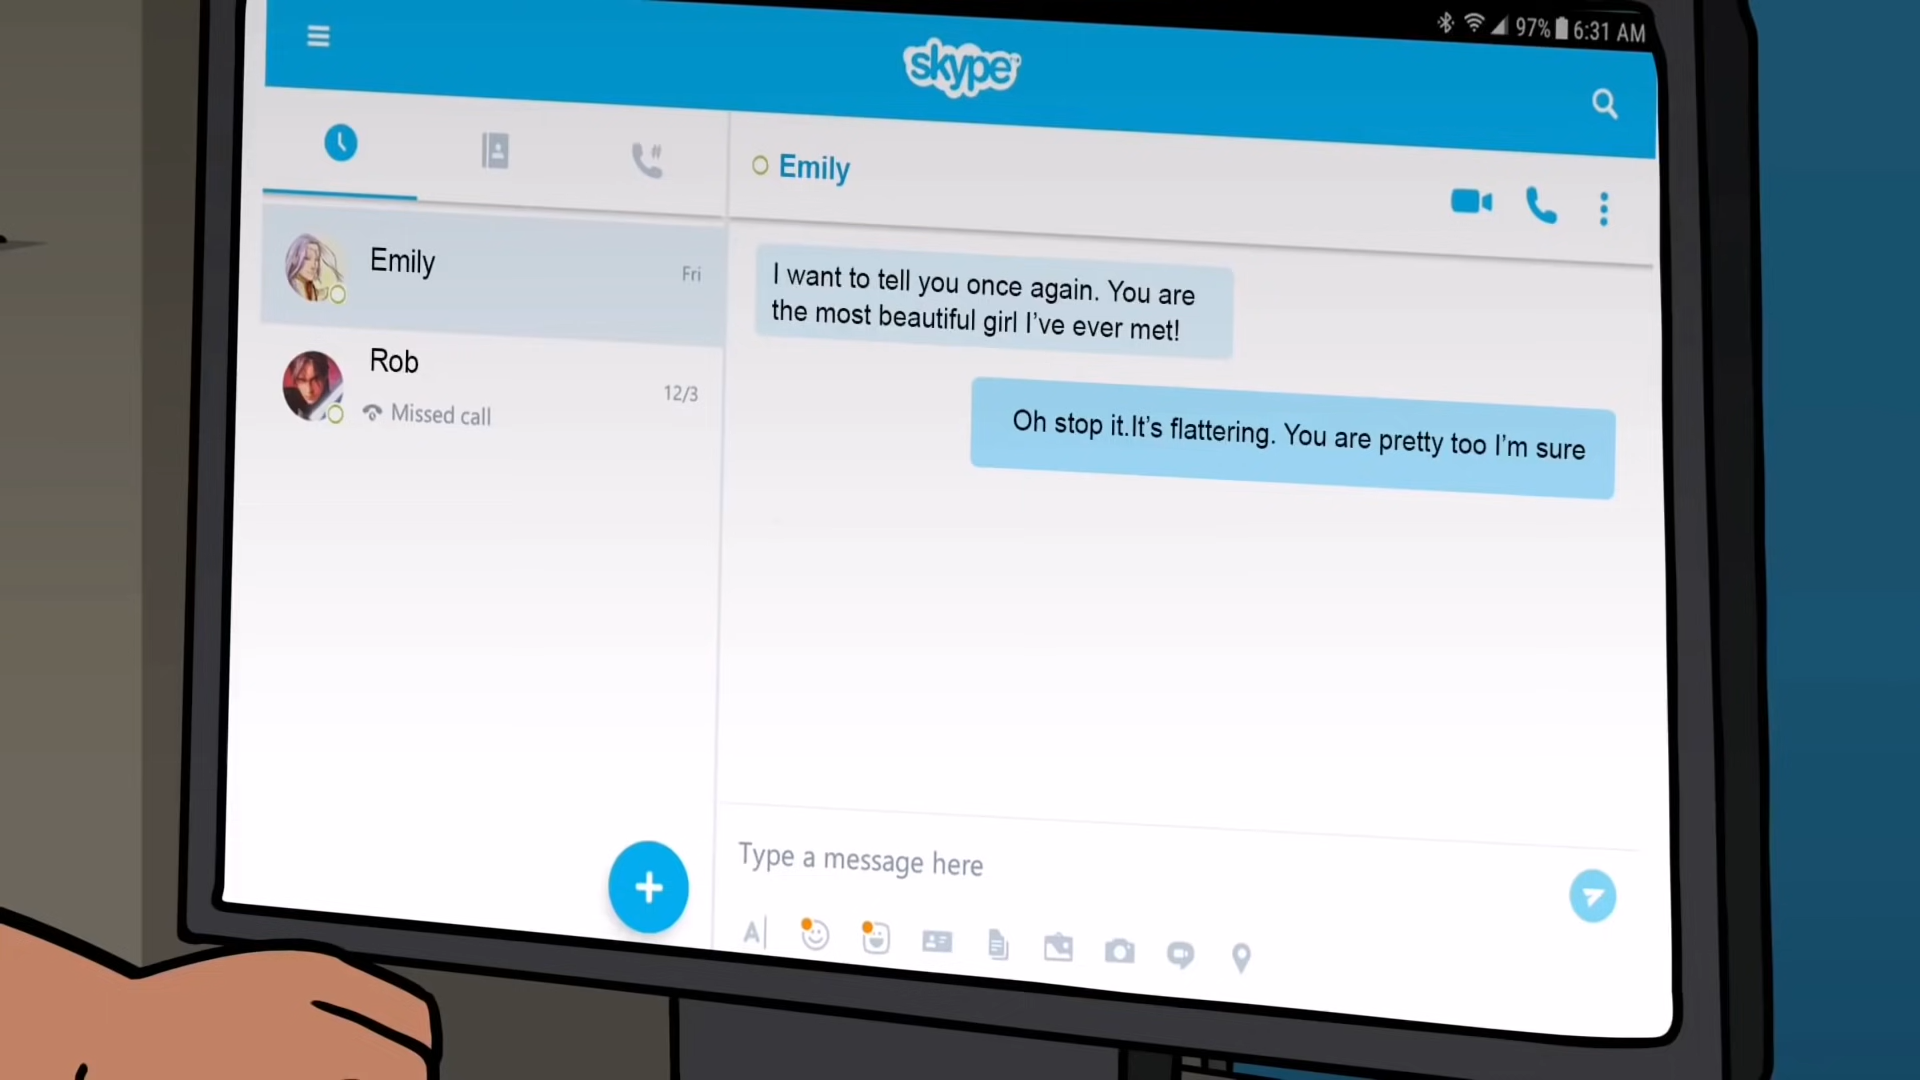 97% 6:31 AM
skype
Emily
Fri
Rob
12/3
Missed call
Emily
I want to tell you once again. You are
the most beautiful girl I've ever met!
Oh stop it.It's flattering. You are pretty too I'm sure
Type a message here
A